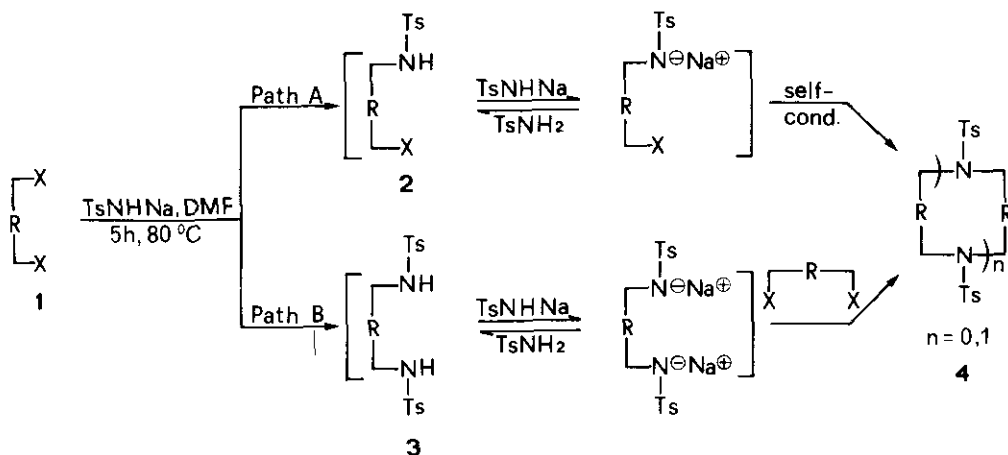 Ts
NH
R
X
2
Path A
TsNHNa
TsNH2
Ts
N⊖Na⊕
R
X
self-
cond.
X
R
X
1
TsNHNa, DMF
5h, 80 °C
Ts
N
R
R
N
n
Ts
n = 0,1
4
Path B
Ts
NH
R
NH
Ts
3
TsNHNa
TsNH2
Ts
N⊖Na⊕
R
N⊖Na⊕
Ts
R
X
X